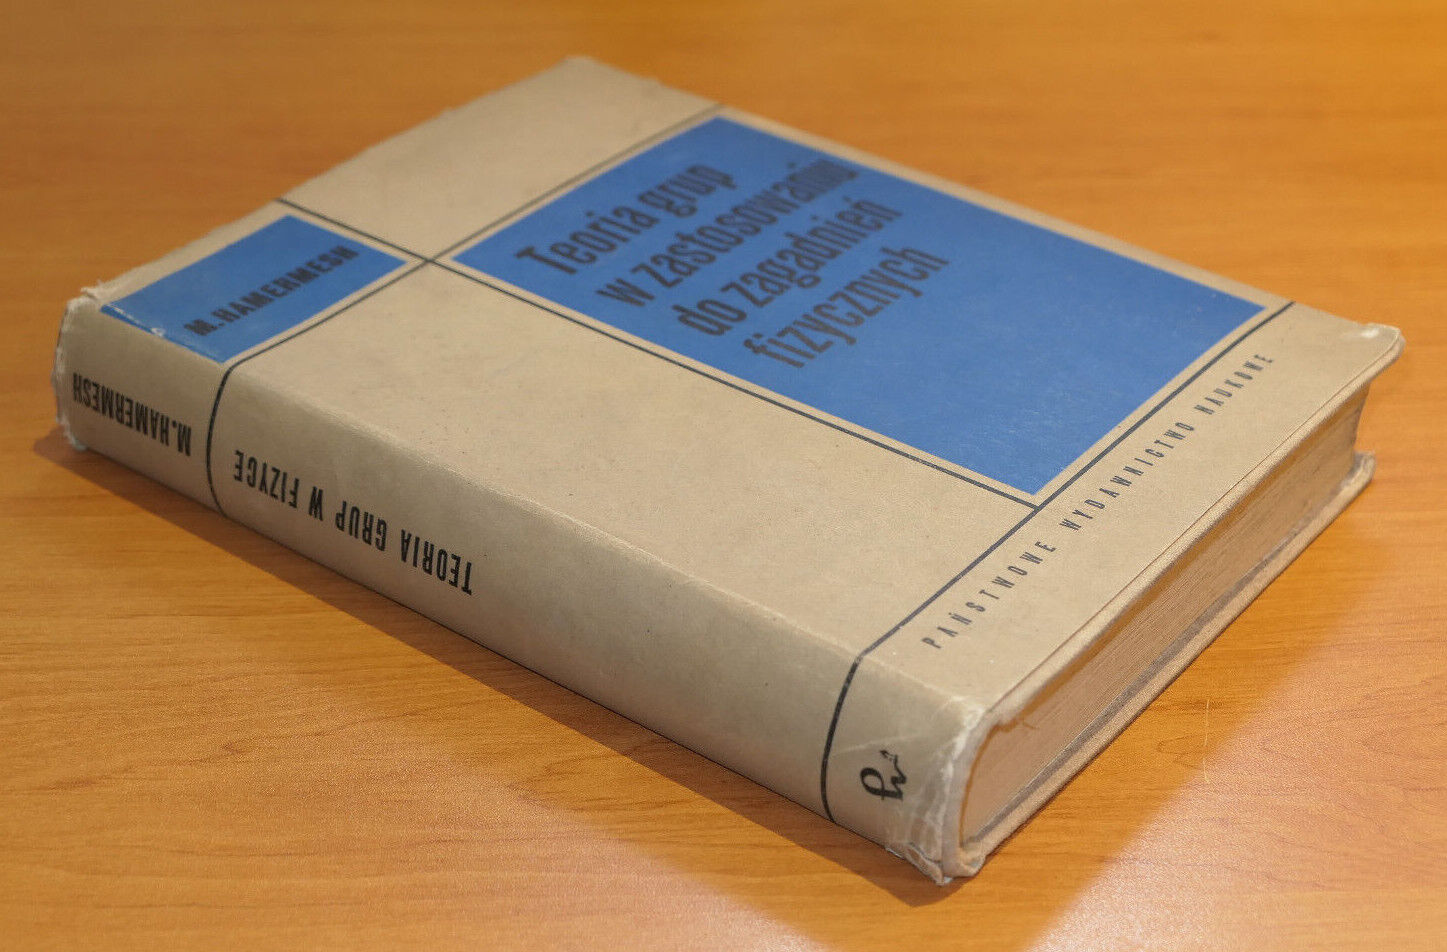 M. HAMERMESH
Teoria grup
w zastosowaniu
do zagadnień
fizycznych
PAŃSTWOWE WYDAWNICTWO NAUKOWE
M. HAMERMESH
TEORIA GRUP W FIZYCE